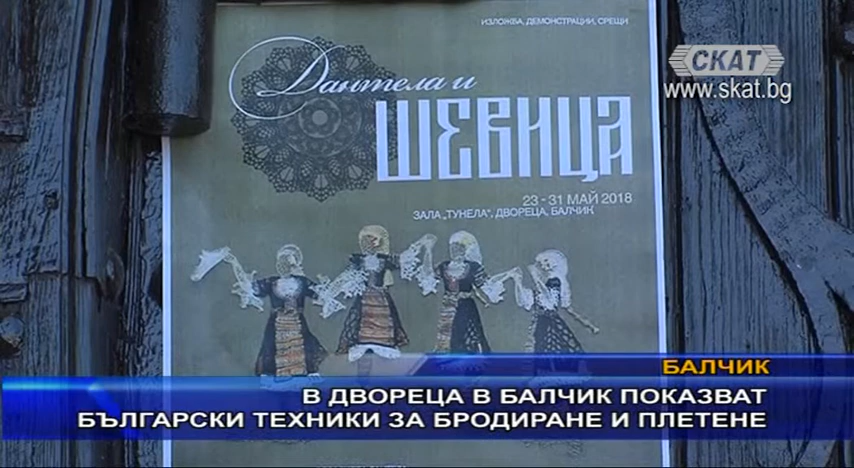 ИЗЛОЖБА, ДЕМОНСТРАЦИИ, СРЕЩИ
СКАТ
www.skat.bg
Дантела и
ШЕВИЦА
23 - 31 МАЙ 2018
ЗАЛА „ТУНЕЛА", ДВОРЕЦА, БАЛЧИК
БАЛЧИК
В ДВОРЕЦА В БАЛЧИК ПОКАЗВАТ
БЪЛГАРСКИ ТЕХНИКИ ЗА БРОДИРАНЕ И ПЛЕТЕНЕ